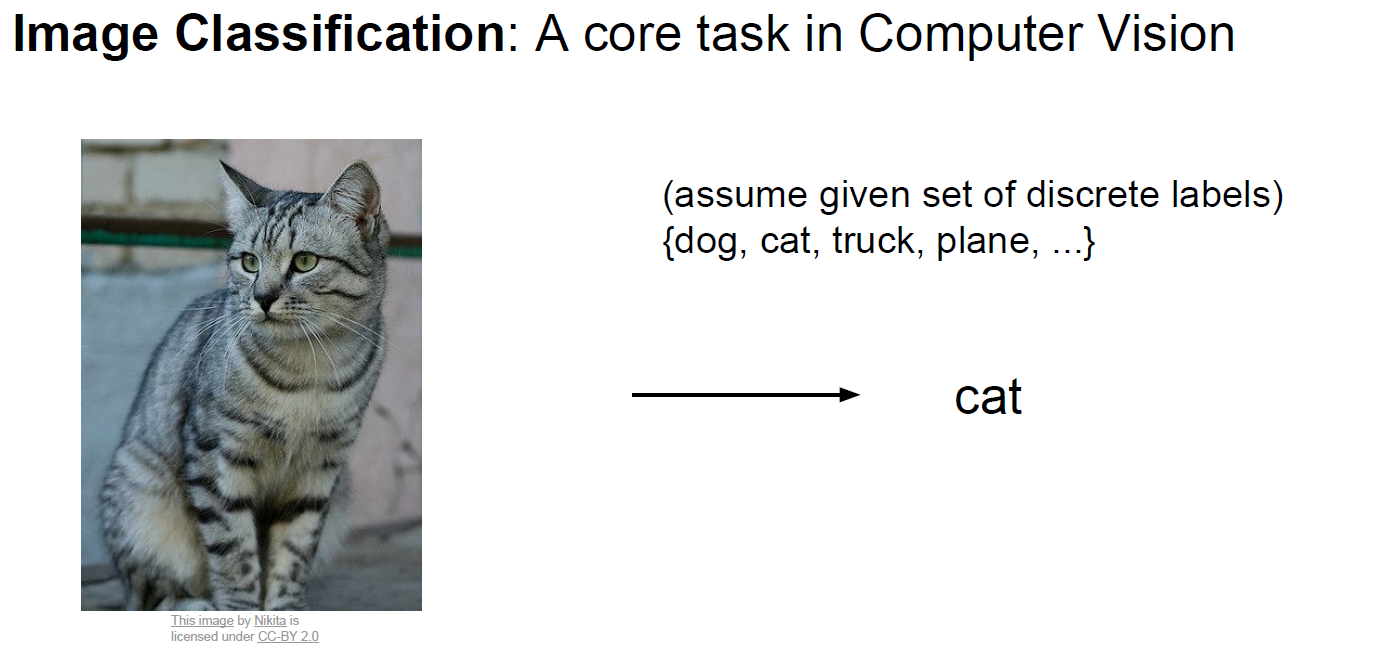 Image Classification: A core task in Computer Vision
(assume given set of discrete labels)
{dog, cat, truck, plane, ...}
cat
This image by Nikita is
licensed under CC-BY 2.0